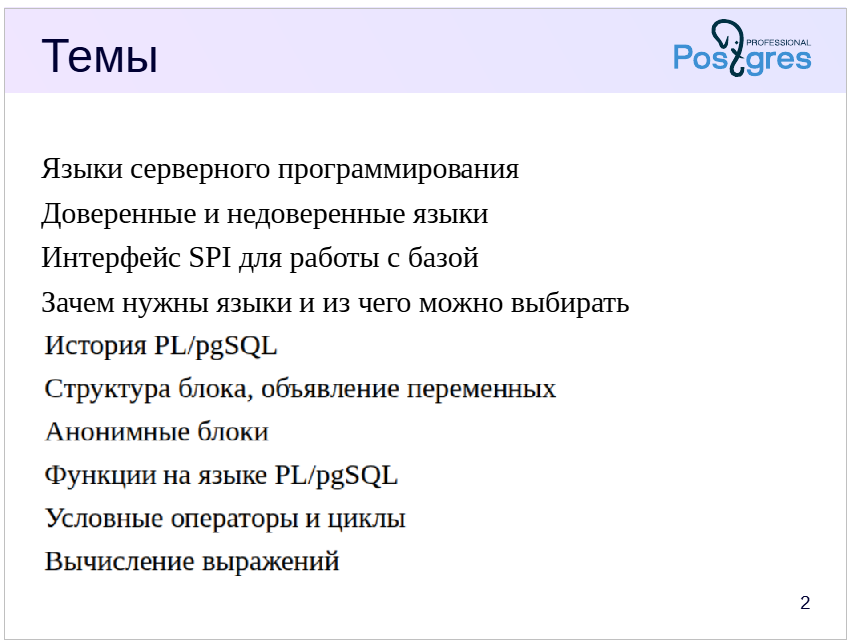 Темы
PROFESSIONAL
Postgres
Языки серверного программирования
Доверенные и недоверенные языки
Интерфейс SPI для работы с базой
Зачем нужны языки и из чего можно выбирать
История PL/pgSQL
Структура блока, объявление переменных
Анонимные блоки
Функции на языке PL/pgSQL
Условные операторы и циклы
Вычисление выражений
2